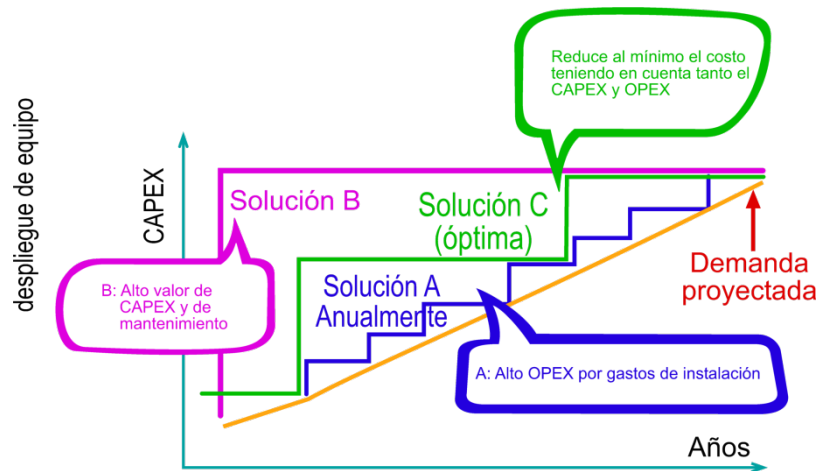 despliegue de equipo
CAPEX
Reduce al mínimo el costo
teniendo en cuenta tanto el
CAPEX y OPEX
Solución B
Solución C
(óptima)
B: Alto valor de
CAPEX y de
mantenimiento
Solución A
Anualmente
Demanda
proyectada
A: Alto OPEX por gastos de instalación
Años